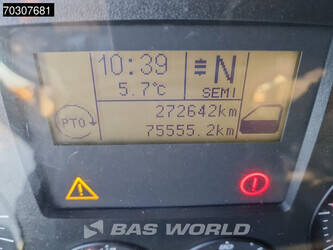 70307681
10:39
N
5.7°C
SEMI
PTO
272642km
75555.2km
BAS WORLD